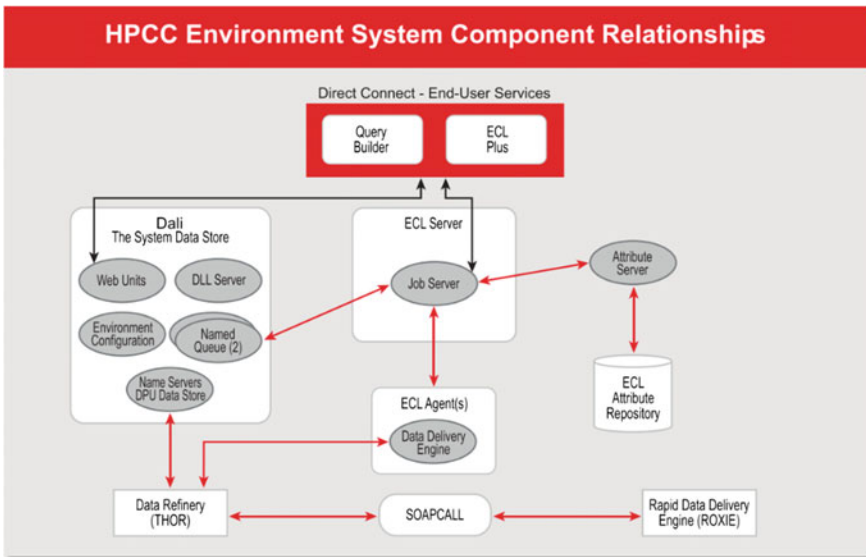 HPCC Environment System Component Relationships
Direct Connect - End-User Services
Query
Builder
ECL
Plus
Dali
The System Data Store
Web Units
DLL Server
Environment
Configuration
Named
Queue (2)
Name Servers
DPU Data Store
ECL Server
Job Server
Attribute
Server
ECL
Attribute
Repository
ECL Agent(s)
Data Delivery
Engine
Data Refinery
(THOR)
SOAPCALL
Rapid Data Delivery
Engine (ROXIE)